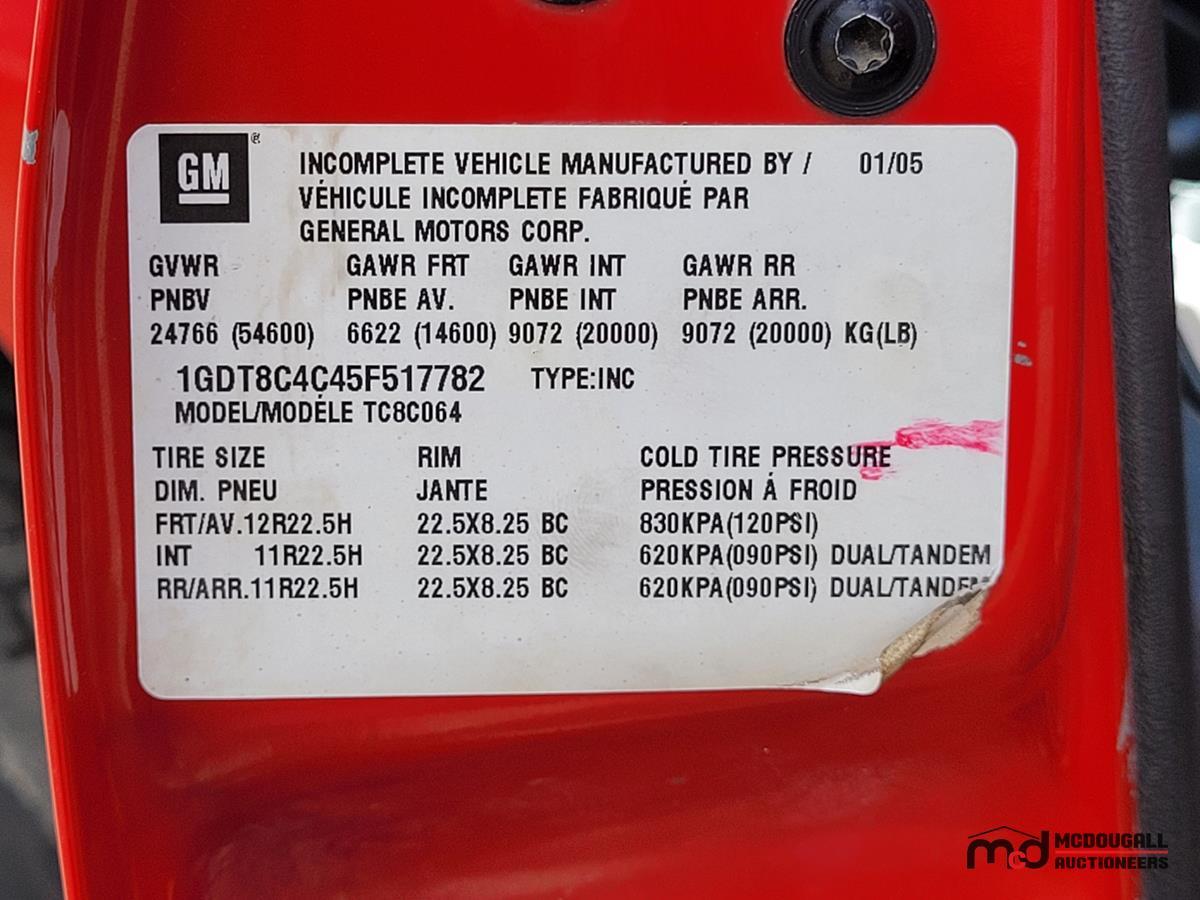 GM
INCOMPLETE VEHICLE MANUFACTURED BY / 01/05
VÉHICULE INCOMPLETE FABRIQUÉ PAR
GENERAL MOTORS CORP.
GVWR GAWR FRT GAWR INT GAWR RR
PNBV PNBE AV. PNBE INT PNBE ARR.
24766 (54600) 6622 (14600) 9072 (20000) 9072 (20000) KG(LB)
1GDT8C4C45F517782 TYPE:INC
MODEL/MODÉLE TC8C064
TIRE SIZE RIM COLD TIRE PRESSURE
DIM. PNEU JANTE PRESSION Á FROID
FRT/AV.12R22.5H 22.5X8.25 BC 830KPA(120PSI)
INT 11R22.5H 22.5X8.25 BC 620KPA(090PSI) DUAL/TANDEM
RR/ARR.11R22.5H 22.5X8.25 BC 620KPA(090PSI) DUAL/TANDEM
mcd MCDOUGALL
AUCTIONEERS